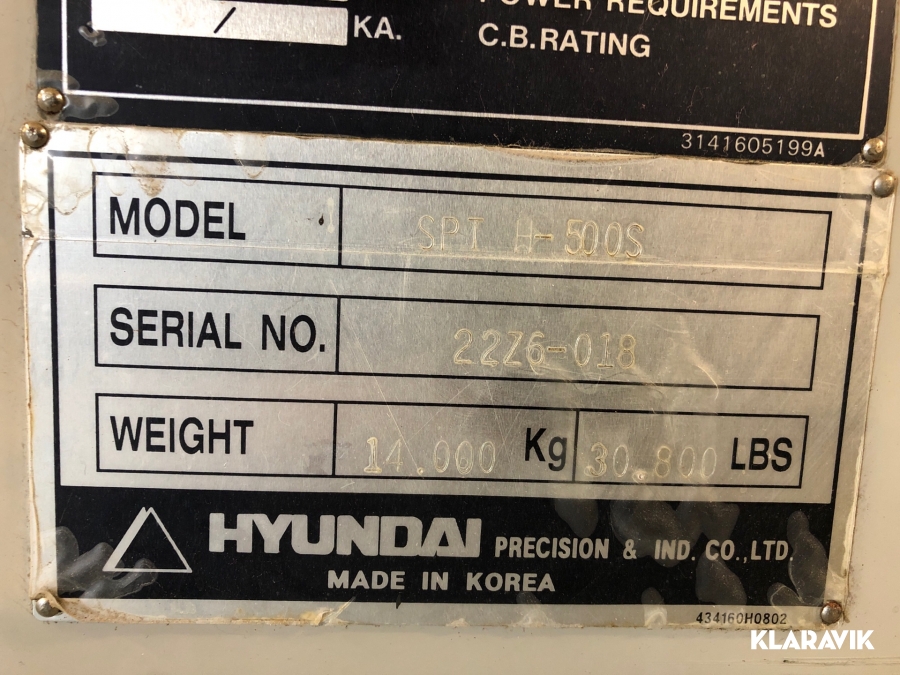 POWER REQUIREMENTS
/ KA. C.B.RATING
3141605199A
MODEL SPT H-500S
SERIAL NO. 22Z6-018
WEIGHT 14.000 Kg 30.800 LBS
HYUNDAI PRECISION & IND. CO.,LTD.
MADE IN KOREA
434160H0802
KLARAVIK